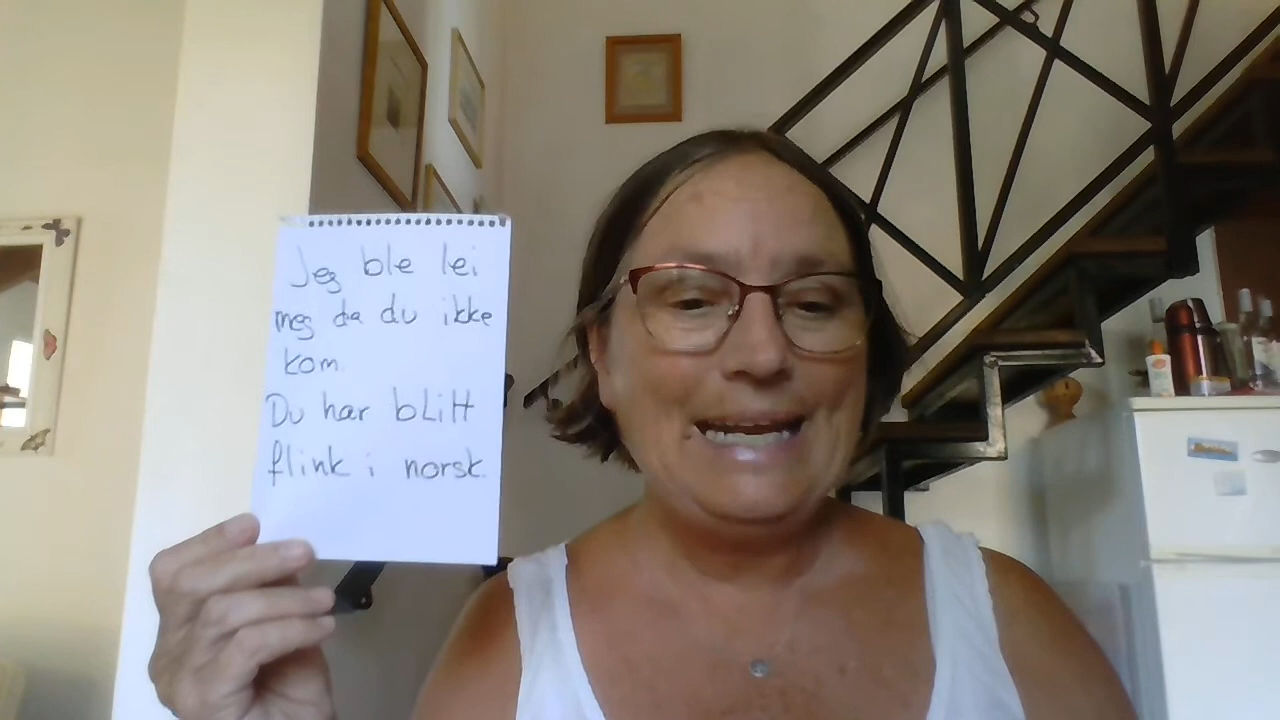 Jeg ble lei
meg da du ikke
kom.
Du har blitt
flink i norsk.